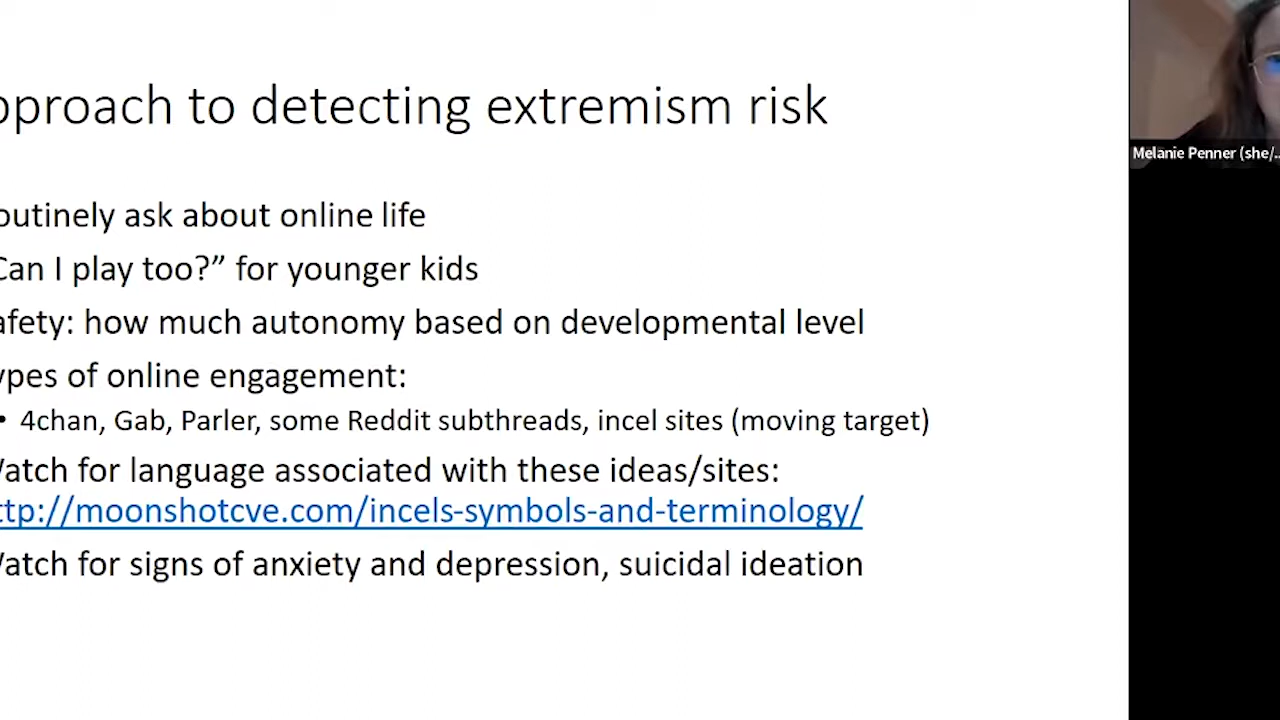 pproach to detecting extremism risk
outinely ask about online life
Can I play too?” for younger kids
afety: how much autonomy based on developmental level
ypes of online engagement:
• 4chan, Gab, Parler, some Reddit subthreads, incel sites (moving target)
Watch for language associated with these ideas/sites:
ttp://moonshotcve.com/incels-symbols-and-terminology/
Watch for signs of anxiety and depression, suicidal ideation
Melanie Penner (she/...